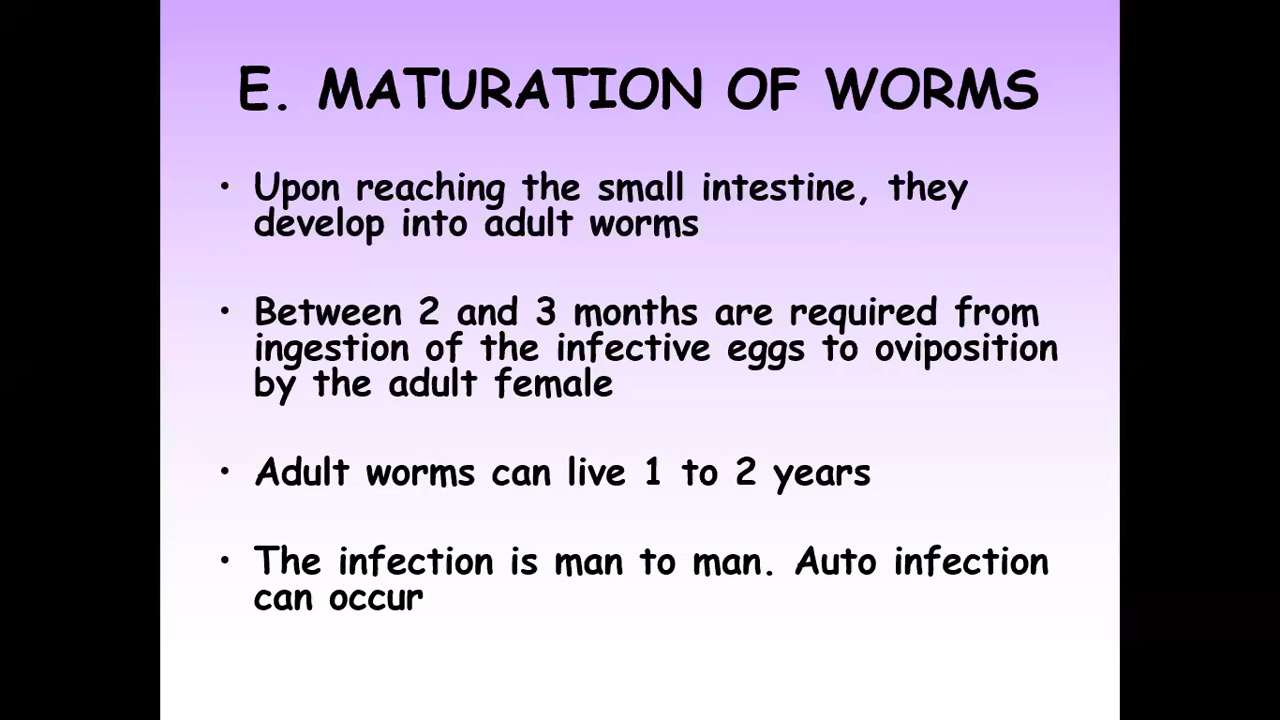 E. MATURATION OF WORMS
• Upon reaching the small intestine, they
develop into adult worms
• Between 2 and 3 months are required from
ingestion of the infective eggs to oviposition
by the adult female
• Adult worms can live 1 to 2 years
• The infection is man to man. Auto infection
can occur